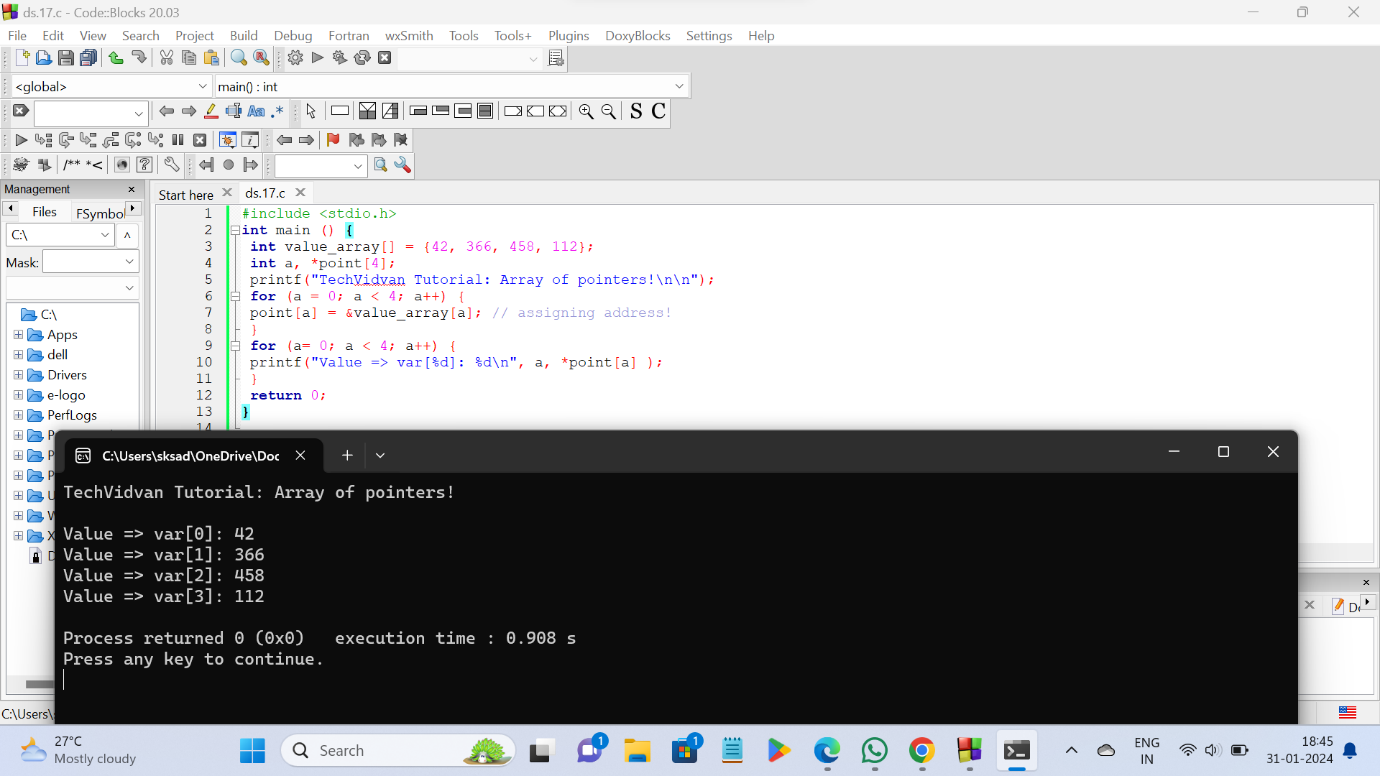 ds.17.c - Code::Blocks 20.03
File Edit View Search Project Build Debug Fortran wxSmith Tools Tools+ Plugins DoxyBlocks Settings Help
<global> main() : int
S C
/** *<
Management
Files FSymbol
C:\
Mask:
C:\
Apps
dell
Drivers
e-logo
PerfLogs
Start here ds.17.c
1 #include <stdio.h>
2 int main () {
3 int value_array[] = {42, 366, 458, 112};
4 int a, *point[4];
5 printf("TechVidvan Tutorial: Array of pointers!\n\n");
6 for (a = 0; a < 4; a++) {
7 point[a] = &value_array[a]; // assigning address!
8 }
9 for (a= 0; a < 4; a++) {
10 printf("Value => var[%d]: %d\n", a, *point[a] );
11 }
12 return 0;
13 }
14
C:\Users\sksad\OneDrive\Doc
TechVidvan Tutorial: Array of pointers!
Value => var[0]: 42
Value => var[1]: 366
Value => var[2]: 458
Value => var[3]: 112
Process returned 0 (0x0) execution time : 0.908 s
Press any key to continue.
C:\Users\
27°C
Mostly cloudy
Search
1
1
ENG
IN
18:45
31-01-2024